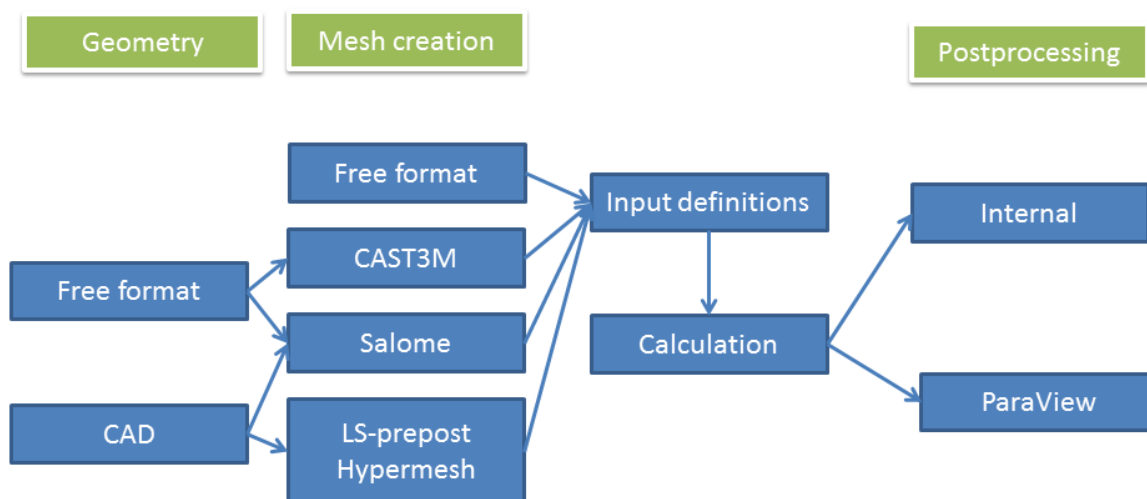 Geometry
Mesh creation
Postprocessing
Free format
CAST3M
Salome
LS-prepost
Hypermesh
Free format
CAD
Input definitions
Calculation
Internal
ParaView